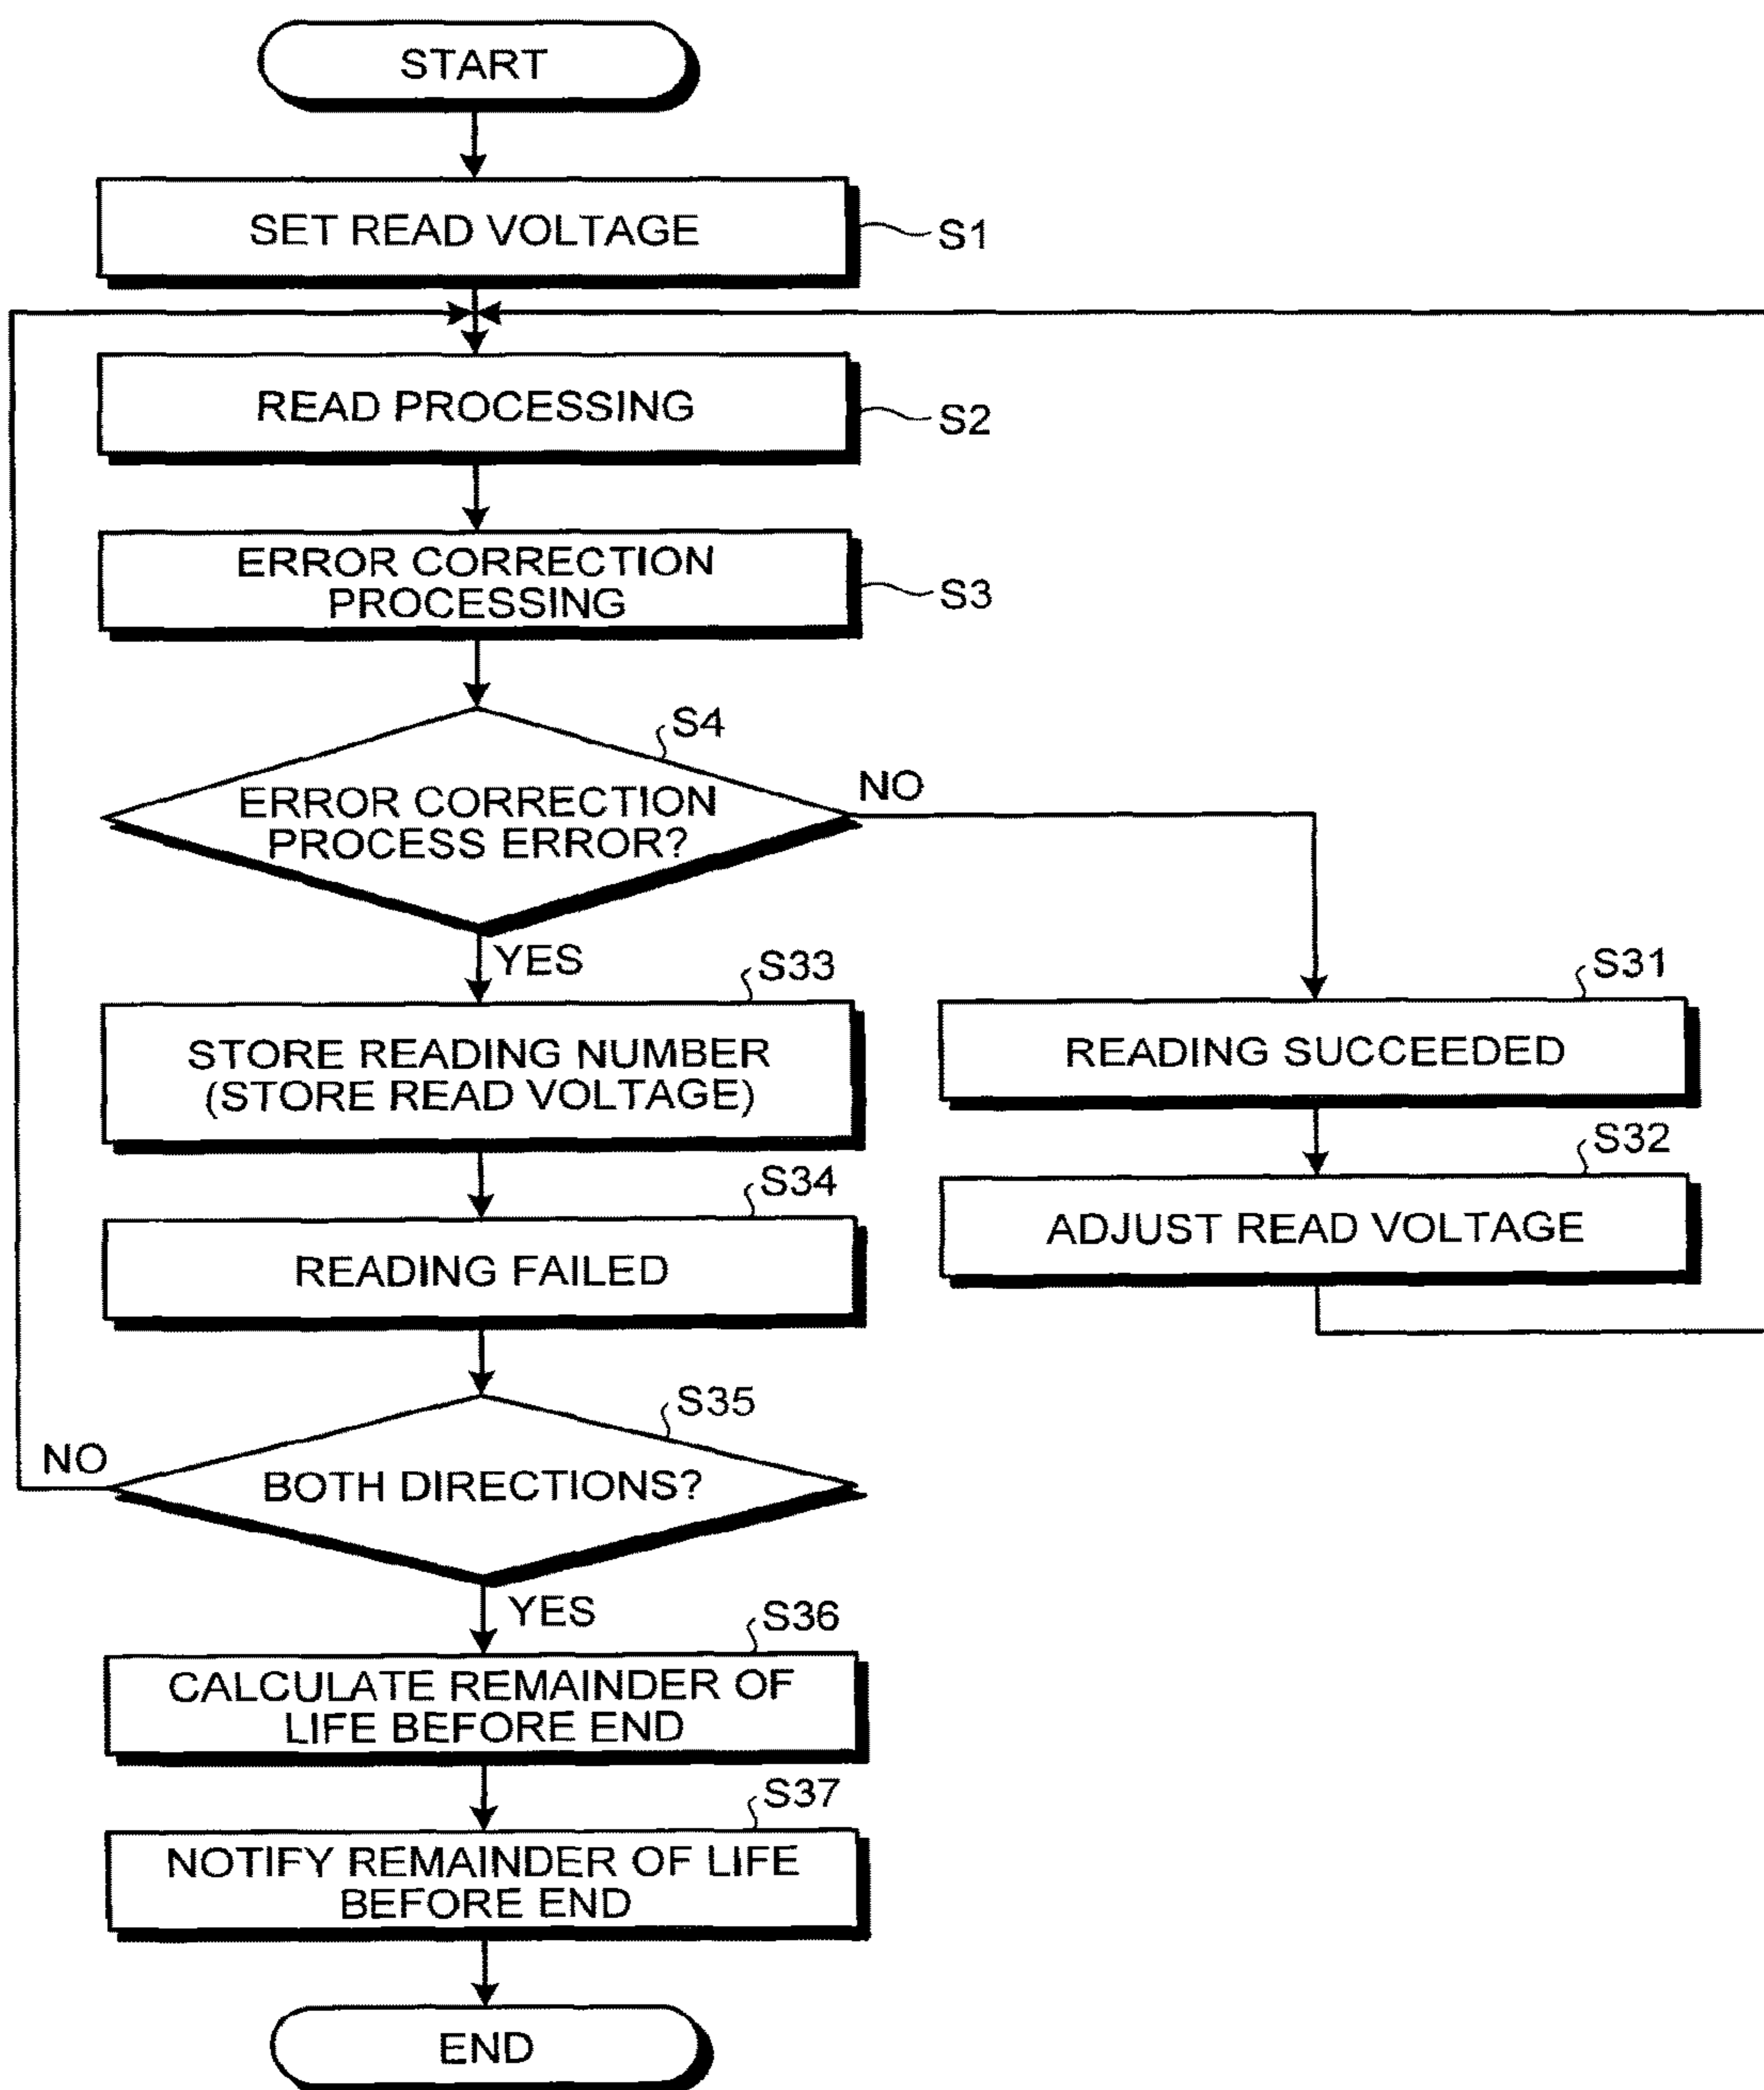 START
SET READ VOLTAGE
S1
READ PROCESSING
S2
ERROR CORRECTION
PROCESSING
S3
S4
ERROR CORRECTION
PROCESS ERROR?
NO
YES
S33
STORE READING NUMBER
(STORE READ VOLTAGE)
S31
READING SUCCEEDED
S32
ADJUST READ VOLTAGE
S34
READING FAILED
S35
BOTH DIRECTIONS?
NO
YES
S36
CALCULATE REMAINDER OF
LIFE BEFORE END
S37
NOTIFY REMAINDER OF LIFE
BEFORE END
END